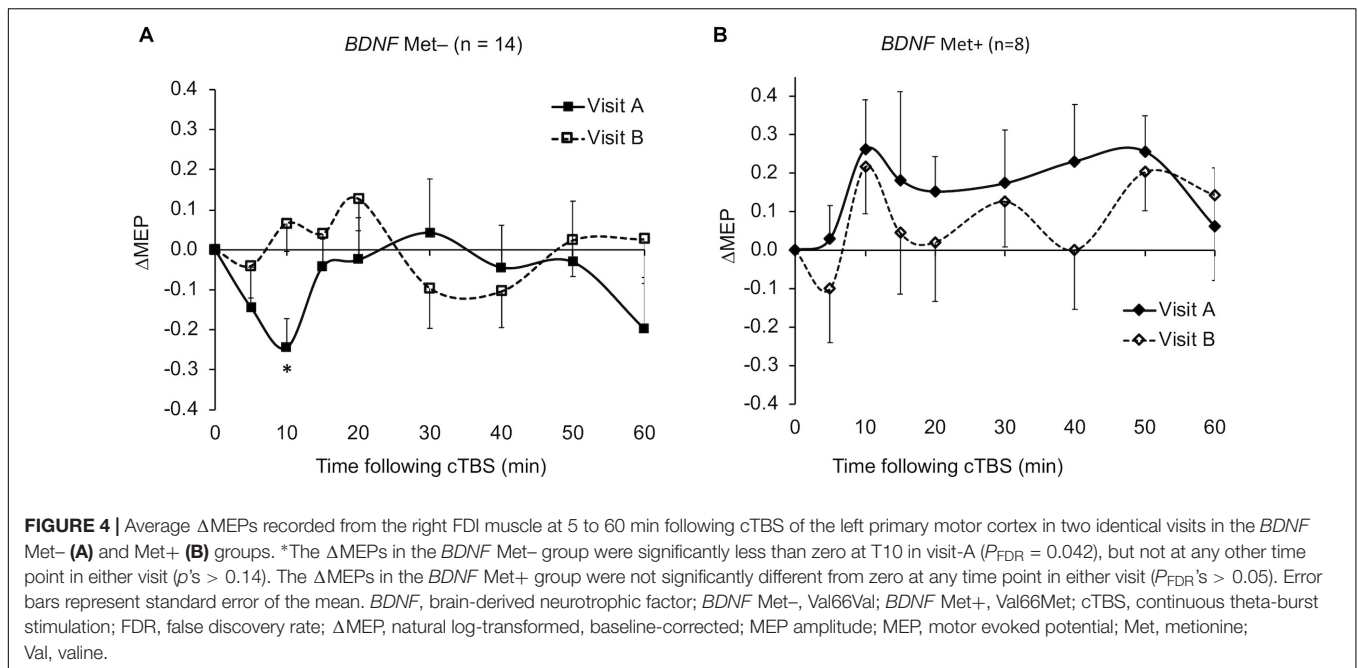 A
BDNF Met– (n = 14)
0.4
0.3
0.2
0.1
0.0
-0.1
-0.2
-0.3
-0.4
ΔMEP
Visit A
Visit B
*
0 10 20 30 40 50 60
Time following cTBS (min)
B
BDNF Met+ (n=8)
0.4
0.3
0.2
0.1
0.0
-0.1
-0.2
-0.3
-0.4
ΔMEP
Visit A
Visit B
0 10 20 30 40 50 60
Time following cTBS (min)
FIGURE 4 | Average ΔMEPs recorded from the right FDI muscle at 5 to 60 min following cTBS of the left primary motor cortex in two identical visits in the BDNF
Met– (A) and Met+ (B) groups. *The ΔMEPs in the BDNF Met– group were significantly less than zero at T10 in visit-A (PFDR = 0.042), but not at any other time
point in either visit (p's > 0.14). The ΔMEPs in the BDNF Met+ group were not significantly different from zero at any time point in either visit (PFDR's > 0.05). Error
bars represent standard error of the mean. BDNF, brain-derived neurotrophic factor; BDNF Met–, Val66Val; BDNF Met+, Val66Met; cTBS, continuous theta-burst
stimulation; FDR, false discovery rate; ΔMEP, natural log-transformed, baseline-corrected; MEP amplitude; MEP, motor evoked potential; Met, metionine;
Val, valine.